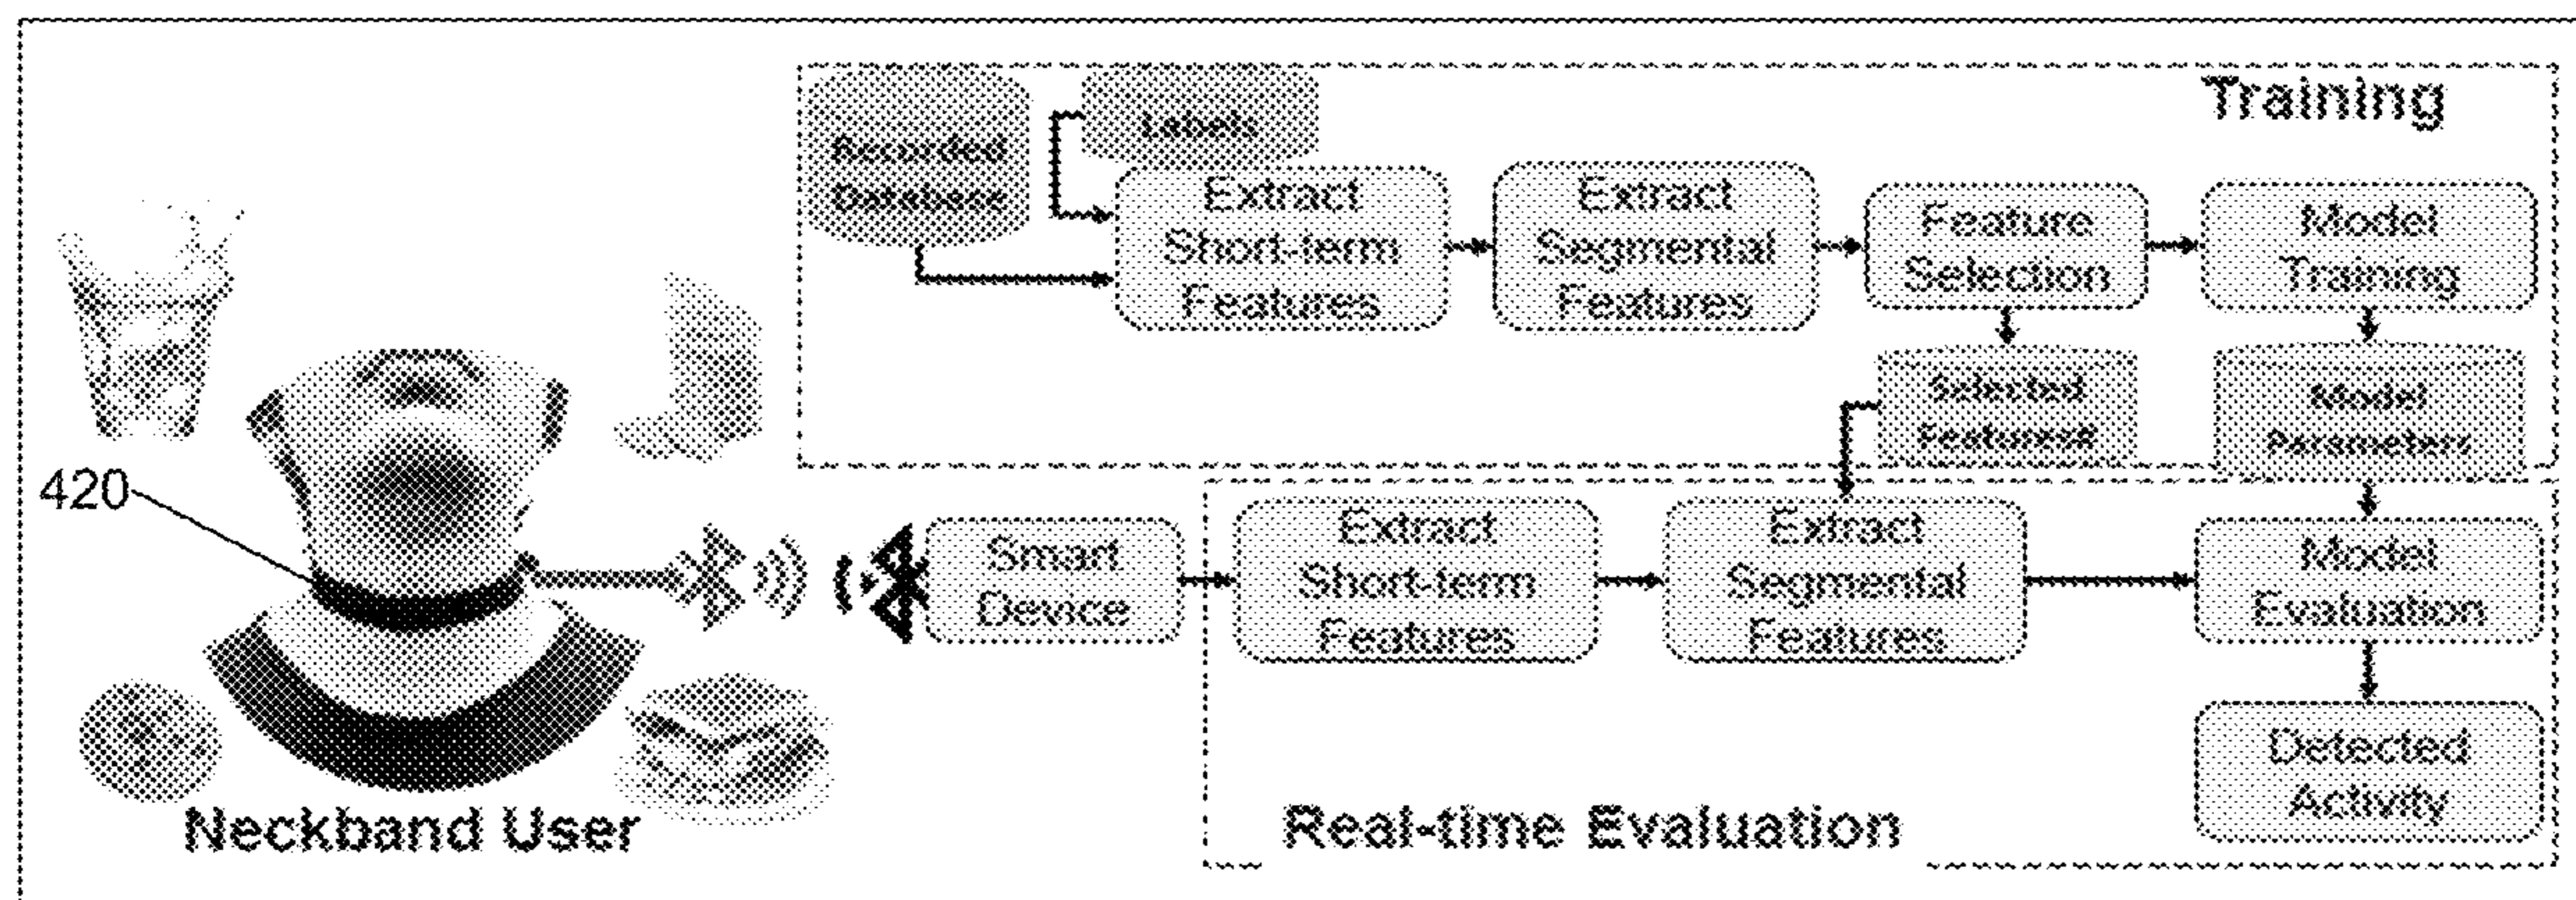 Training
Labels
Recorded
Database
Extract
Short-term
Features
Extract
Segmental
Features
Feature
Selection
Model
Training
Selected
Features#
Model
Parameters
420
Smart
Device
Extract
Short-term
Features
Extract
Segmental
Features
Model
Evaluation
Detected
Activity
Neckband User
Real-time Evaluation